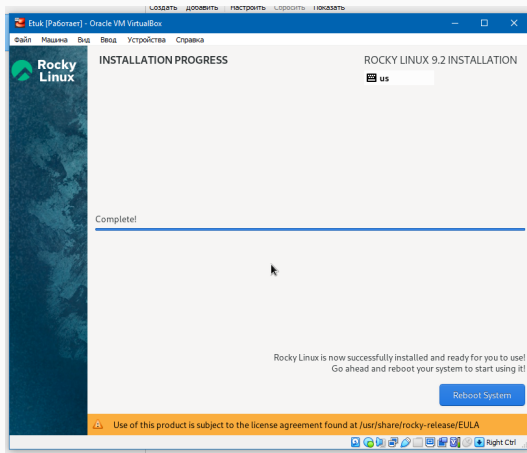 Создать Добавить Настроить Сбросить Показать
Etuk [Работает] - Oracle VM VirtualBox
Файл Машина Вид Ввод Устройства Справка
Rocky
Linux
INSTALLATION PROGRESS
ROCKY LINUX 9.2 INSTALLATION
us
Complete!
Rocky Linux is now successfully installed and ready for you to use!
Go ahead and reboot your system to start using it!
Reboot System
Use of this product is subject to the license agreement found at /usr/share/rocky-release/EULA
Right Ctrl